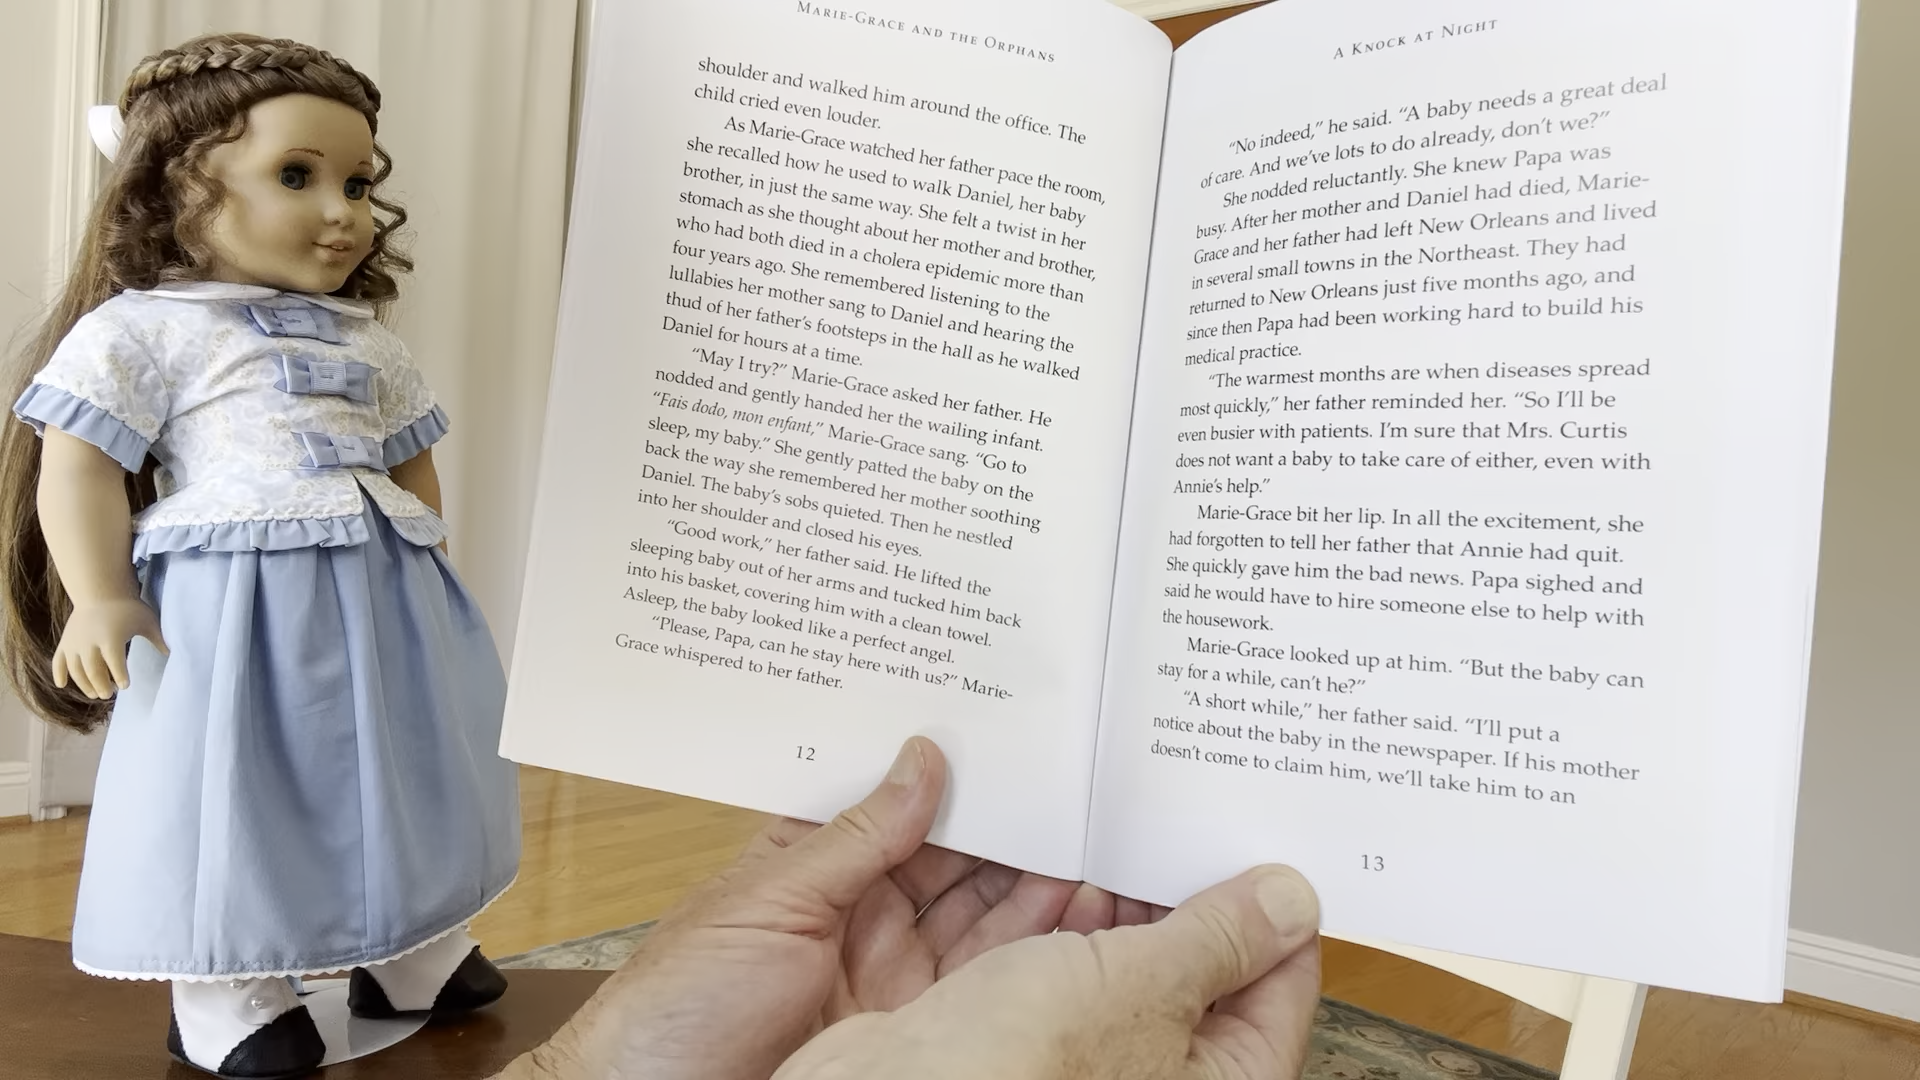 MARIE-GRACE AND THE ORPHANS
shoulder and walked him around the office. The
child cried even louder.
As Marie-Grace watched her father pace the room,
she recalled how he used to walk Daniel, her baby
brother, in just the same way. She felt a twist in her
stomach as she thought about her mother and brother,
who had both died in a cholera epidemic more than
four years ago. She remembered listening to the
lullabies her mother sang to Daniel and hearing the
thud of her father's footsteps in the hall as he walked
Daniel for hours at a time.
“May I try?” Marie-Grace asked her father. He
nodded and gently handed her the wailing infant.
“Fais dodo, mon enfant,” Marie-Grace sang. “Go to
sleep, my baby.” She gently patted the baby on the
back the way she remembered her mother soothing
Daniel. The baby's sobs quieted. Then he nestled
into her shoulder and closed his eyes.
“Good work,” her father said. He lifted the
sleeping baby out of her arms and tucked him back
into his basket, covering him with a clean towel.
Asleep, the baby looked like a perfect angel.
“Please, Papa, can he stay here with us?” Marie-
Grace whispered to her father.
12
A KNOCK AT NIGHT
“No indeed,” he said. “A baby needs a great deal
of care. And we've lots to do already, don't we?”
She nodded reluctantly. She knew Papa was
busy. After her mother and Daniel had died, Marie-
Grace and her father had left New Orleans and lived
in several small towns in the Northeast. They had
returned to New Orleans just five months ago, and
since then Papa had been working hard to build his
medical practice.
“The warmest months are when diseases spread
most quickly,” her father reminded her. “So I'll be
even busier with patients. I'm sure that Mrs. Curtis
does not want a baby to take care of either, even with
Annie's help.”
Marie-Grace bit her lip. In all the excitement, she
had forgotten to tell her father that Annie had quit.
She quickly gave him the bad news. Papa sighed and
said he would have to hire someone else to help with
the housework.
Marie-Grace looked up at him. “But the baby can
stay for a while, can't he?”
“A short while,” her father said. “I'll put a
notice about the baby in the newspaper. If his mother
doesn't come to claim him, we'll take him to an
13